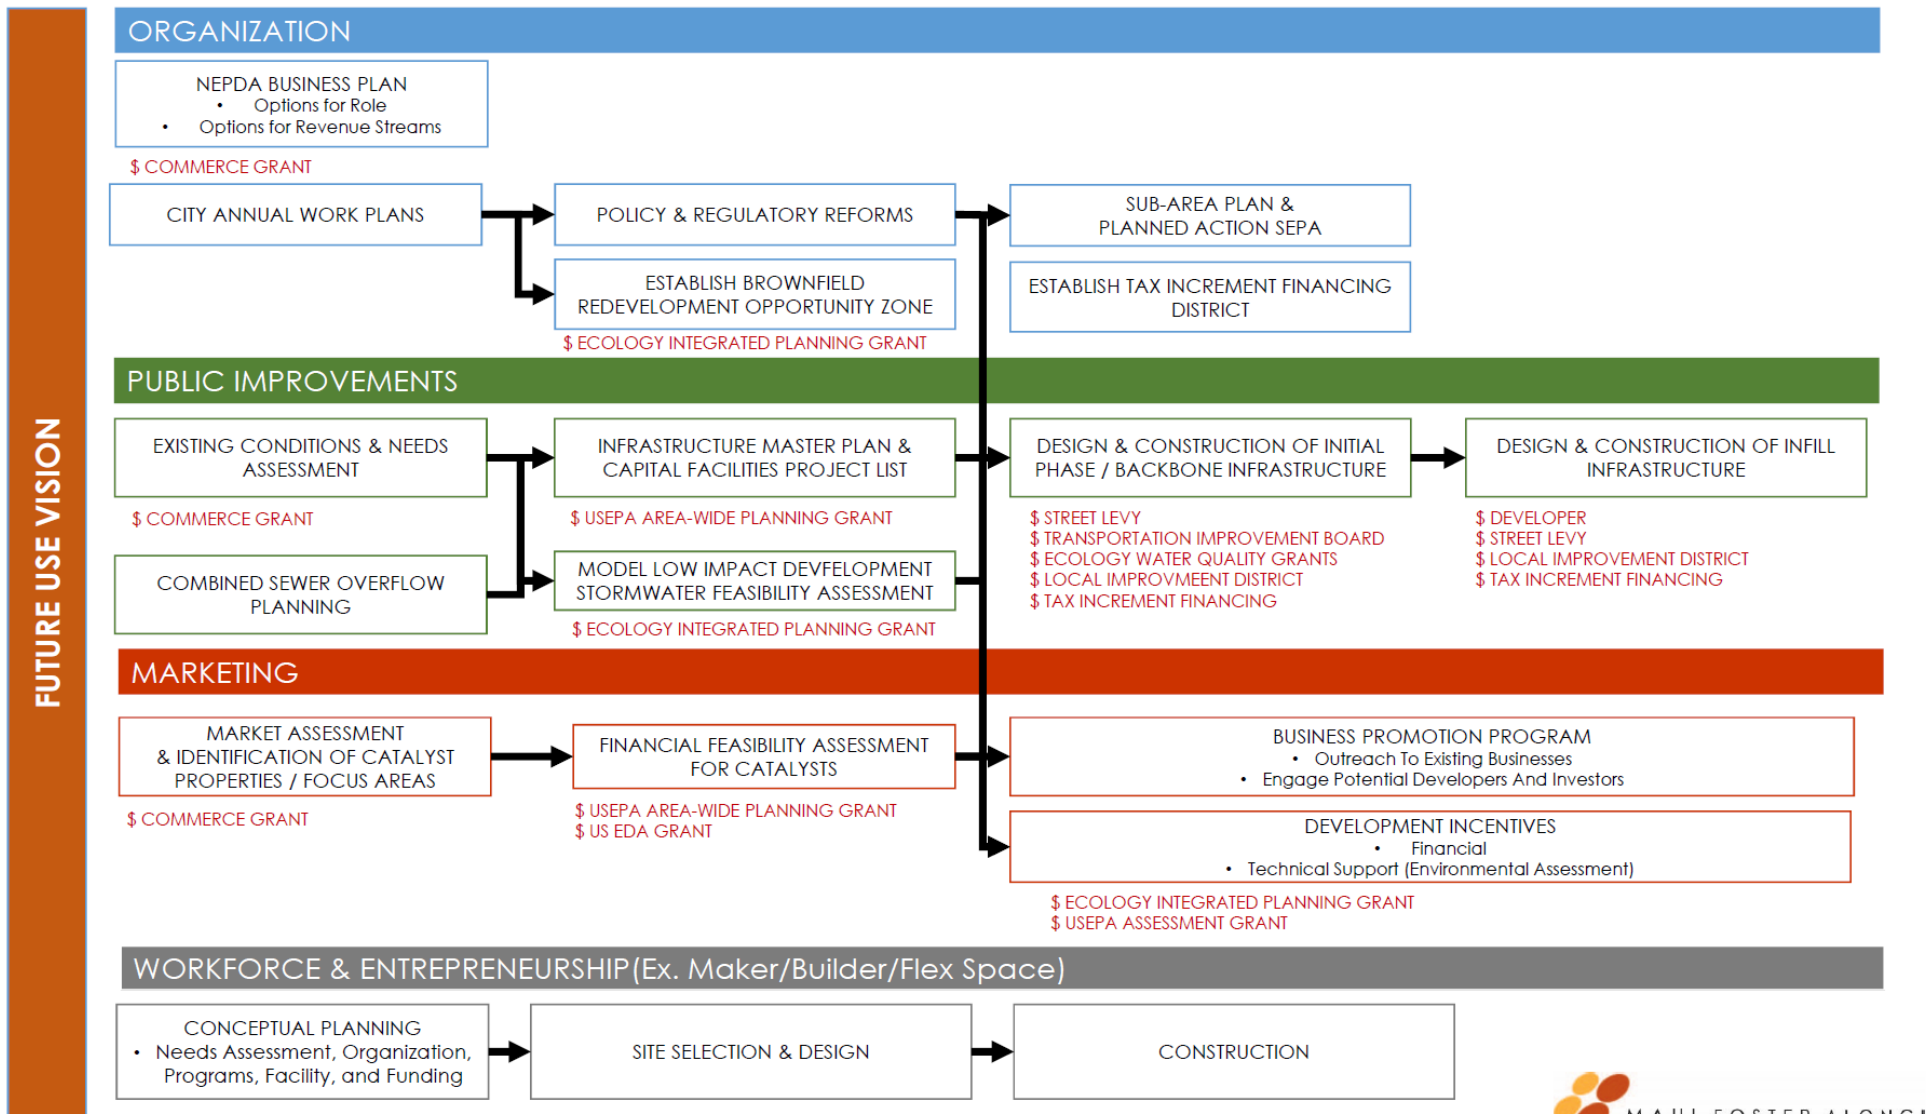 FUTURE USE VISION
ORGANIZATION
NEPDA BUSINESS PLAN
• Options for Role
• Options for Revenue Streams
$ COMMERCE GRANT
CITY ANNUAL WORK PLANS
POLICY & REGULATORY REFORMS
SUB-AREA PLAN &
PLANNED ACTION SEPA
ESTABLISH BROWNFIELD
REDEVELOPMENT OPPORTUNITY ZONE
$ ECOLOGY INTEGRATED PLANNING GRANT
ESTABLISH TAX INCREMENT FINANCING
DISTRICT
PUBLIC IMPROVEMENTS
EXISTING CONDITIONS & NEEDS
ASSESSMENT
$ COMMERCE GRANT
INFRASTRUCTURE MASTER PLAN &
CAPITAL FACILITIES PROJECT LIST
$ USEPA AREA-WIDE PLANNING GRANT
DESIGN & CONSTRUCTION OF INITIAL
PHASE / BACKBONE INFRASTRUCTURE
$ STREET LEVY
$ TRANSPORTATION IMPROVEMENT BOARD
$ ECOLOGY WATER QUALITY GRANTS
$ LOCAL IMPROVMEENT DISTRICT
$ TAX INCREMENT FINANCING
DESIGN & CONSTRUCTION OF INFILL
INFRASTRUCTURE
$ DEVELOPER
$ STREET LEVY
$ LOCAL IMPROVEMENT DISTRICT
$ TAX INCREMENT FINANCING
COMBINED SEWER OVERFLOW
PLANNING
MODEL LOW IMPACT DEVFELOPMENT
STORMWATER FEASIBILITY ASSESSMENT
$ ECOLOGY INTEGRATED PLANNING GRANT
MARKETING
MARKET ASSESSMENT
& IDENTIFICATION OF CATALYST
PROPERTIES / FOCUS AREAS
$ COMMERCE GRANT
FINANCIAL FEASIBILITY ASSESSMENT
FOR CATALYSTS
$ USEPA AREA-WIDE PLANNING GRANT
$ US EDA GRANT
BUSINESS PROMOTION PROGRAM
• Outreach To Existing Businesses
• Engage Potential Developers And Investors
DEVELOPMENT INCENTIVES
• Financial
• Technical Support (Environmental Assessment)
$ ECOLOGY INTEGRATED PLANNING GRANT
$ USEPA ASSESSMENT GRANT
WORKFORCE & ENTREPRENEURSHIP(Ex. Maker/Builder/Flex Space)
CONCEPTUAL PLANNING
• Needs Assessment, Organization,
Programs, Facility, and Funding
SITE SELECTION & DESIGN
CONSTRUCTION